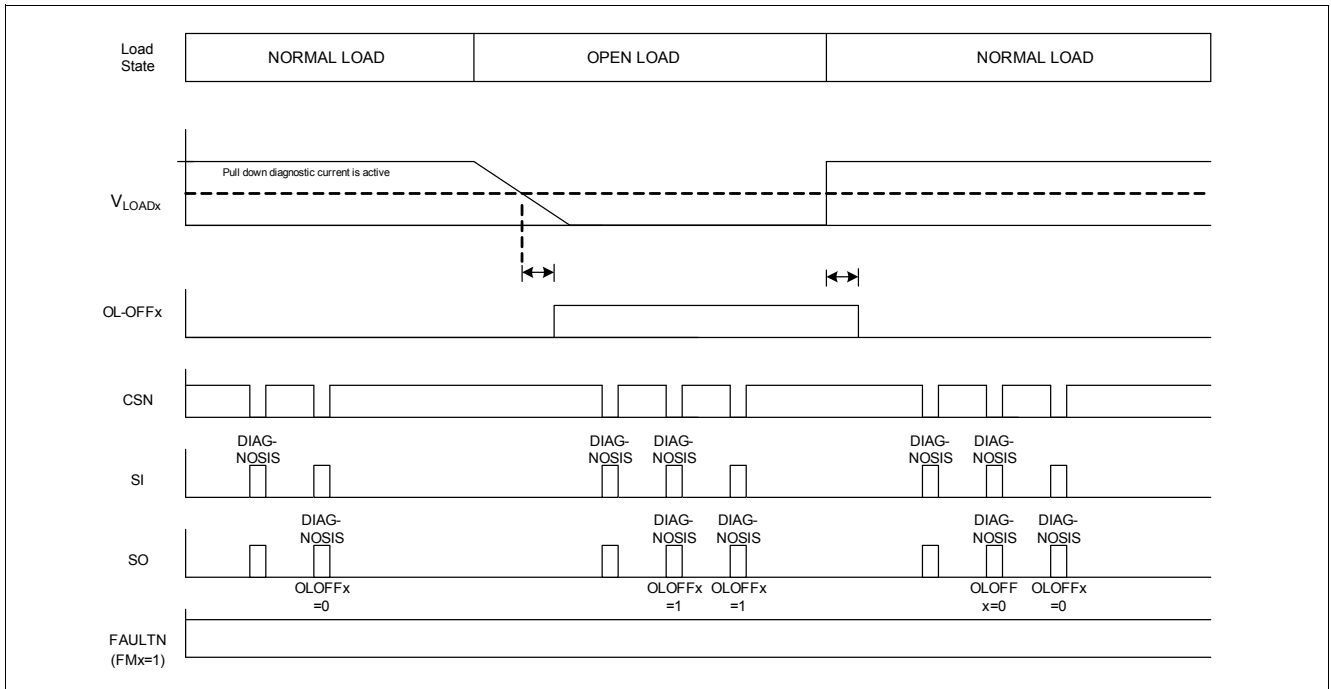 Load
State
NORMAL LOAD
OPEN LOAD
NORMAL LOAD
Pull down diagnostic current is active
VLOADx
OL-OFFx
CSN
DIAG-
NOSIS
DIAG-
NOSIS
DIAG-
NOSIS
DIAG-
NOSIS
DIAG-
NOSIS
SI
DIAG-
NOSIS
DIAG-
NOSIS
DIAG-
NOSIS
DIAG-
NOSIS
DIAG-
NOSIS
SO
OLOFFx
=0
OLOFFx
=1
OLOFFx
=1
OLOFF
x=0
OLOFFx
=0
FAULTN
(FMx=1)